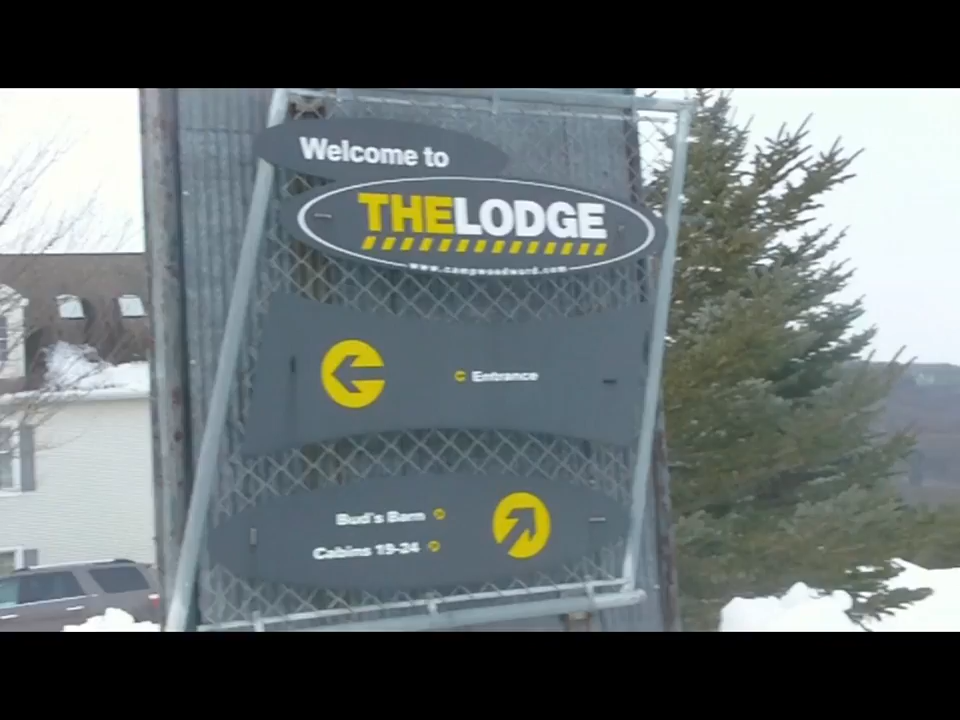 Welcome to
THELODGE
www.campwoodward.com
Entrance
Bud's Barn
Cabins 19-24